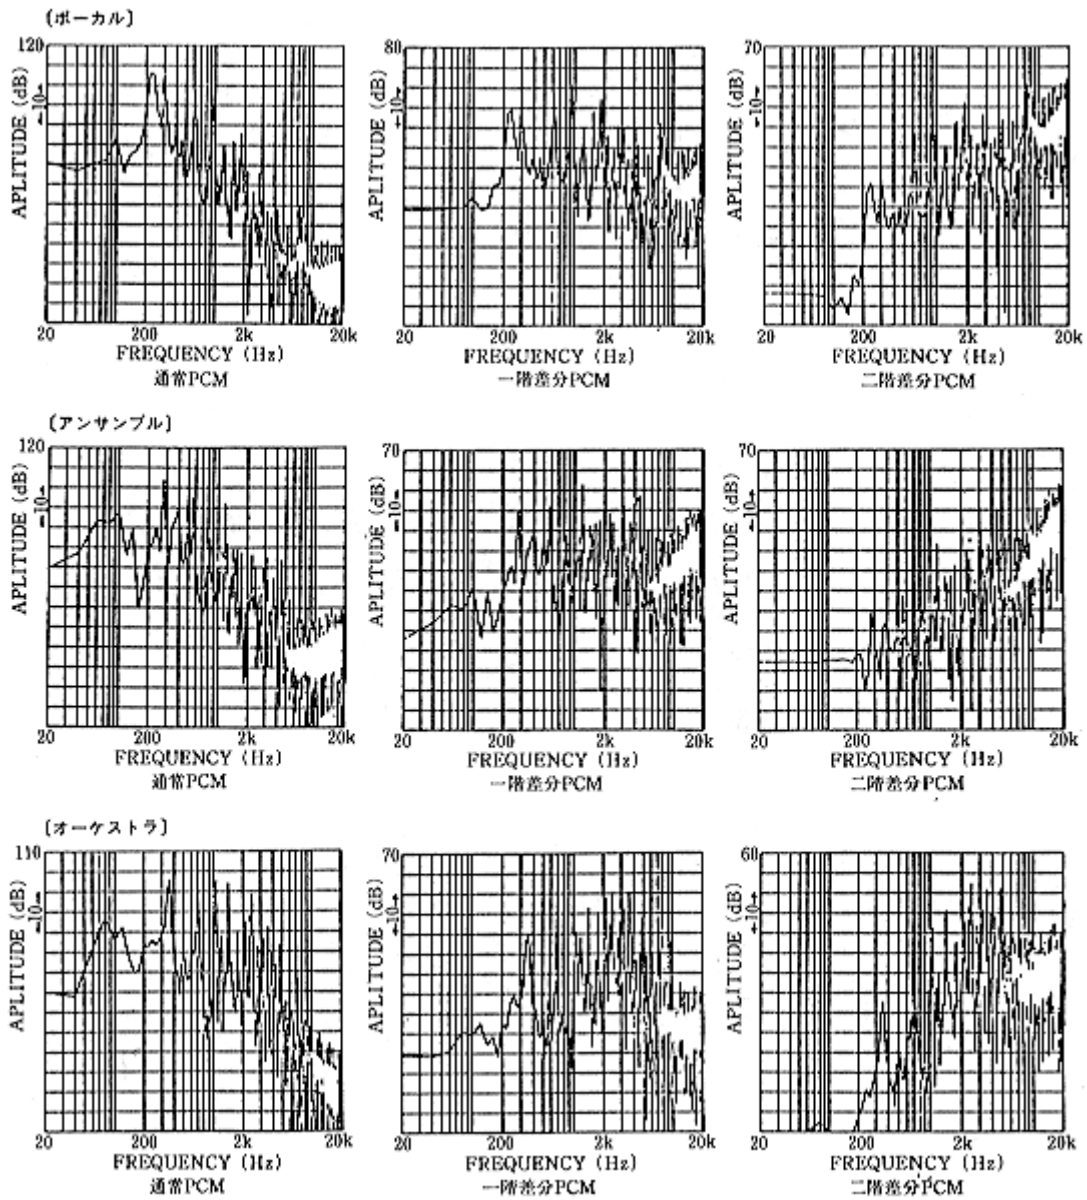 〔ボーカル〕
120
APLITUDE (dB)
←10→
20 200 2k 20k
FREQUENCY (Hz)
通常PCM
80
APLITUDE (dB)
←10→
20 200 2k 20k
FREQUENCY (Hz)
一階差分PCM
70
APLITUDE (dB)
←10→
20 200 2k 20k
FREQUENCY (Hz)
二階差分PCM
〔アンサンブル〕
120
APLITUDE (dB)
←10→
20 200 2k 20k
FREQUENCY (Hz)
通常PCM
70
APLITUDE (dB)
←10→
20 200 2k 20k
FREQUENCY (Hz)
一階差分PCM
70
APLITUDE (dB)
←10→
20 200 2k 20k
FREQUENCY (Hz)
二階差分PCM
〔オーケストラ〕
110
APLITUDE (dB)
←10→
20 200 2k 20k
FREQUENCY (Hz)
通常PCM
70
APLITUDE (dB)
←10→
20 200 2k 20k
FREQUENCY (Hz)
一階差分PCM
60
APLITUDE (dB)
←10→
20 200 2k 20k
FREQUENCY (Hz)
二階差分PCM